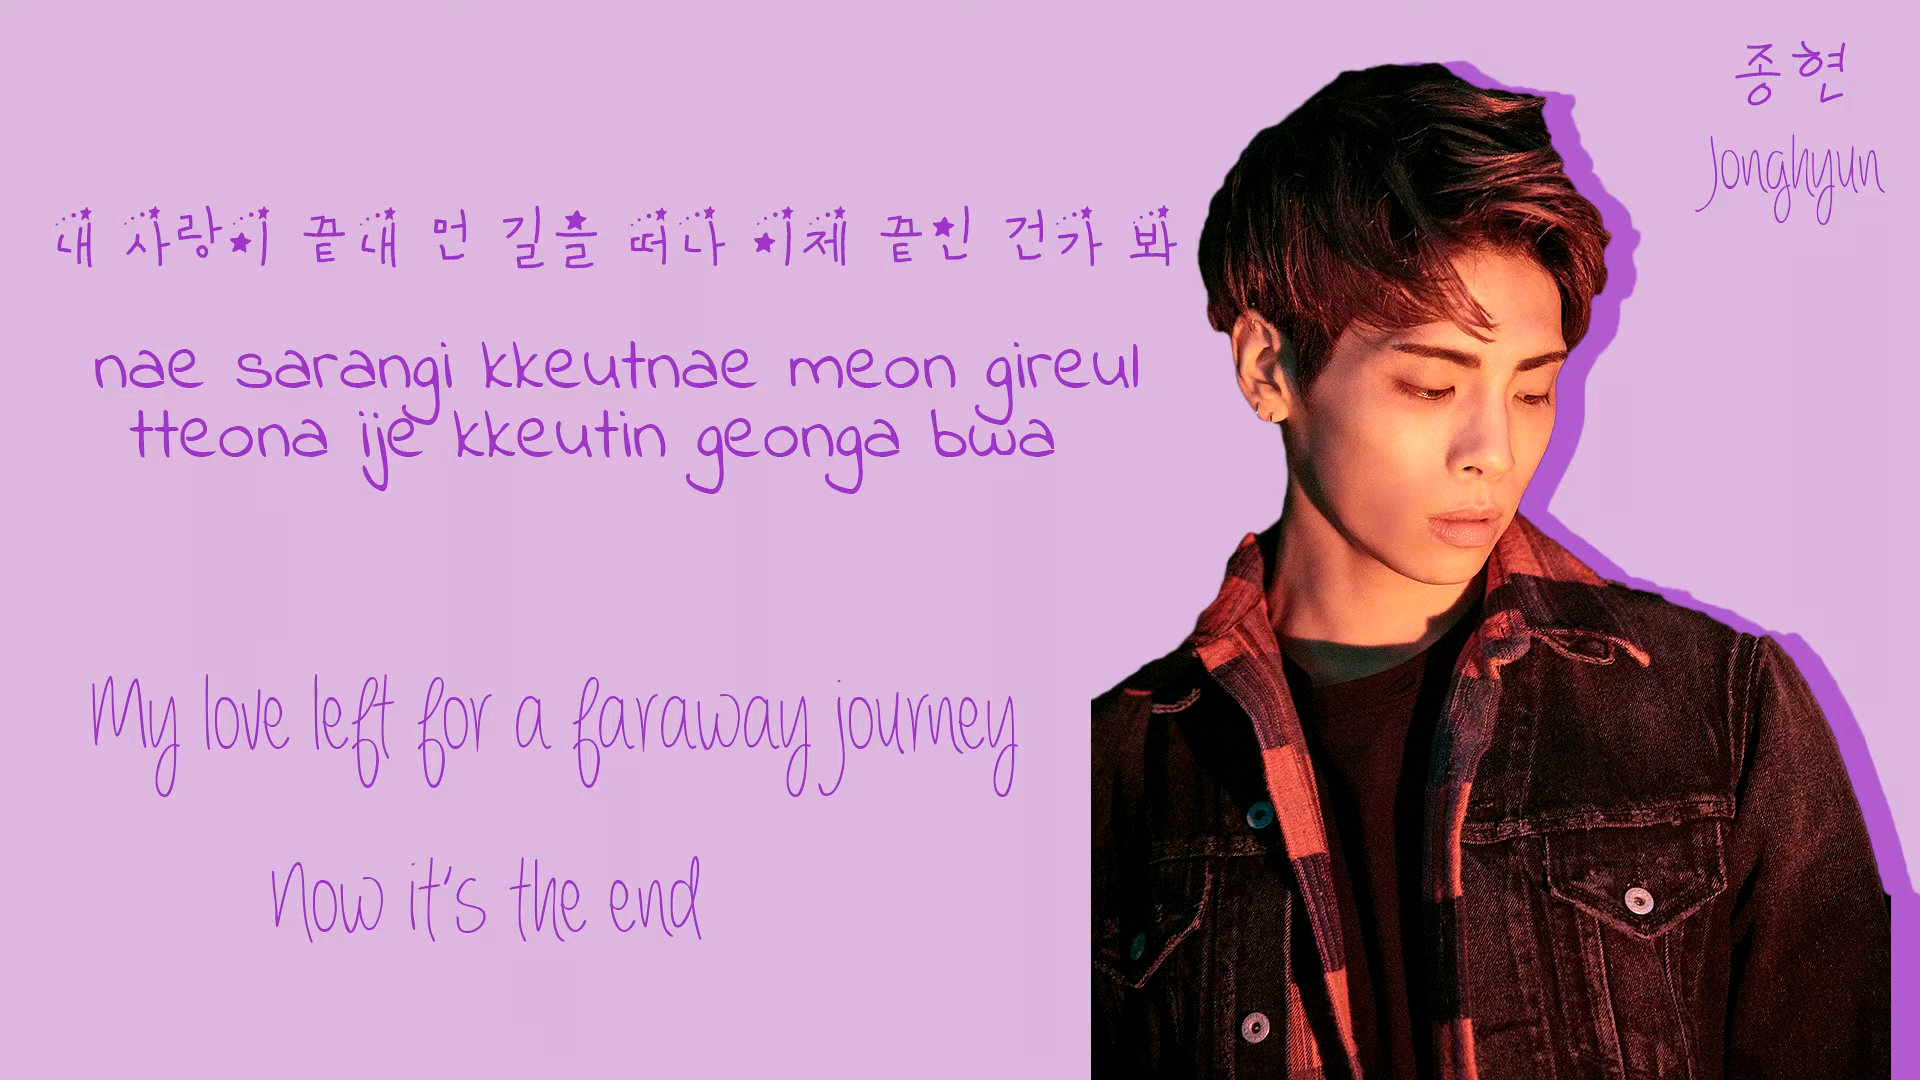 종현
Jonghyun
내 사랑이 끝내 먼 길을 떠나 이제 끝인 건가 봐
nae sarangi kkeutnae meon gireul
tteona ije kkeutin geonga bwa
My love left for a faraway journey
Now it's the end